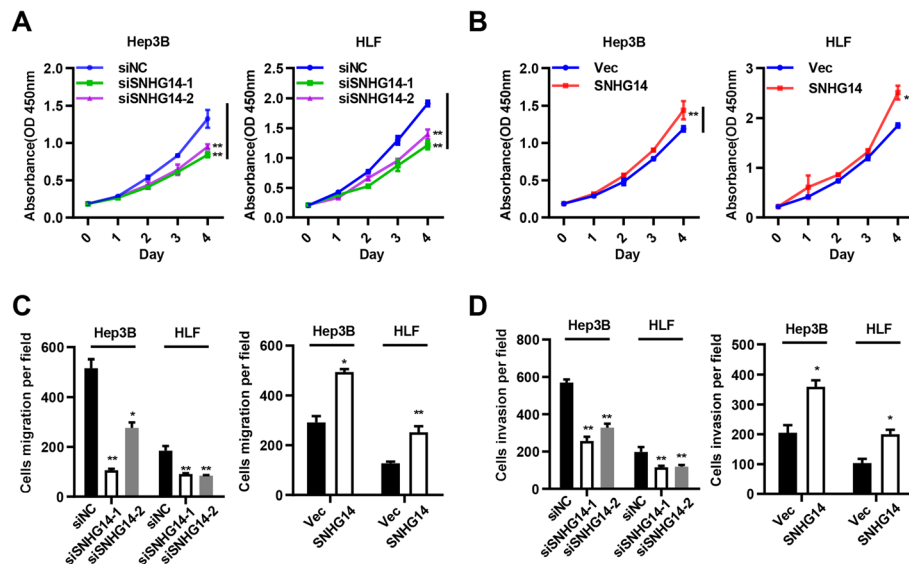 A
Hep3B
siNC
siSNHG14-1
siSNHG14-2
Absorbance(OD 450nm)
2.0
1.5
1.0
0.5
0.0
**
**
0 1 2 3 4
Day
HLF
siNC
siSNHG14-1
siSNHG14-2
Absorbance(OD 450nm)
2.5
2.0
1.5
1.0
0.5
0.0
**
**
0 1 2 3 4
Day
B
Hep3B
Vec
SNHG14
Absorbance(OD 450nm)
2.0
1.5
1.0
0.5
0.0
**
0 1 2 3 4
Day
HLF
Vec
SNHG14
Absorbance(OD 450nm)
3
2
1
0
*
0 1 2 3 4
Day
C
Hep3B HLF
Cells migration per field
600
400
200
0
**
*
**
**
siNC
siSNHG14-1
siSNHG14-2
siNC
siSNHG14-1
siSNHG14-2
Hep3B HLF
Cells migration per field
600
400
200
0
*
**
Vec
SNHG14
Vec
SNHG14
D
Hep3B HLF
Cells invasion per field
800
600
400
200
0
**
**
**
**
siNC
siSNHG14-1
siSNHG14-2
siNC
siSNHG14-1
siSNHG14-2
Hep3B HLF
Cells invasion per field
500
400
300
200
100
0
*
*
Vec
SNHG14
Vec
SNHG14